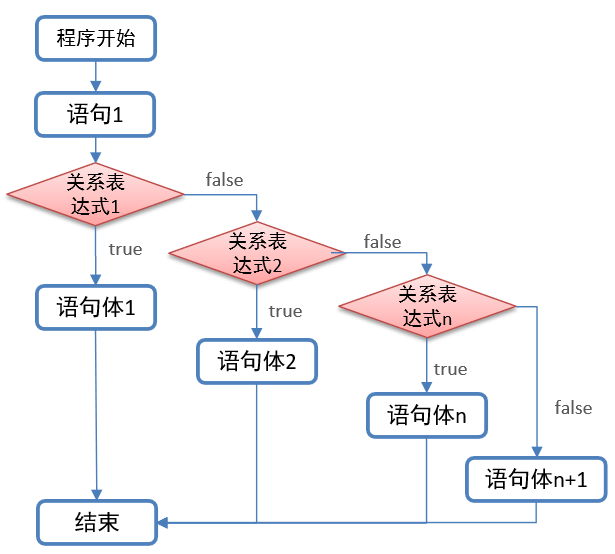 程序开始
语句1
关系表
达式1
false
true
关系表
达式2
false
语句体1
true
关系表
达式n
语句体2
true
false
语句体n
语句体n+1
结束